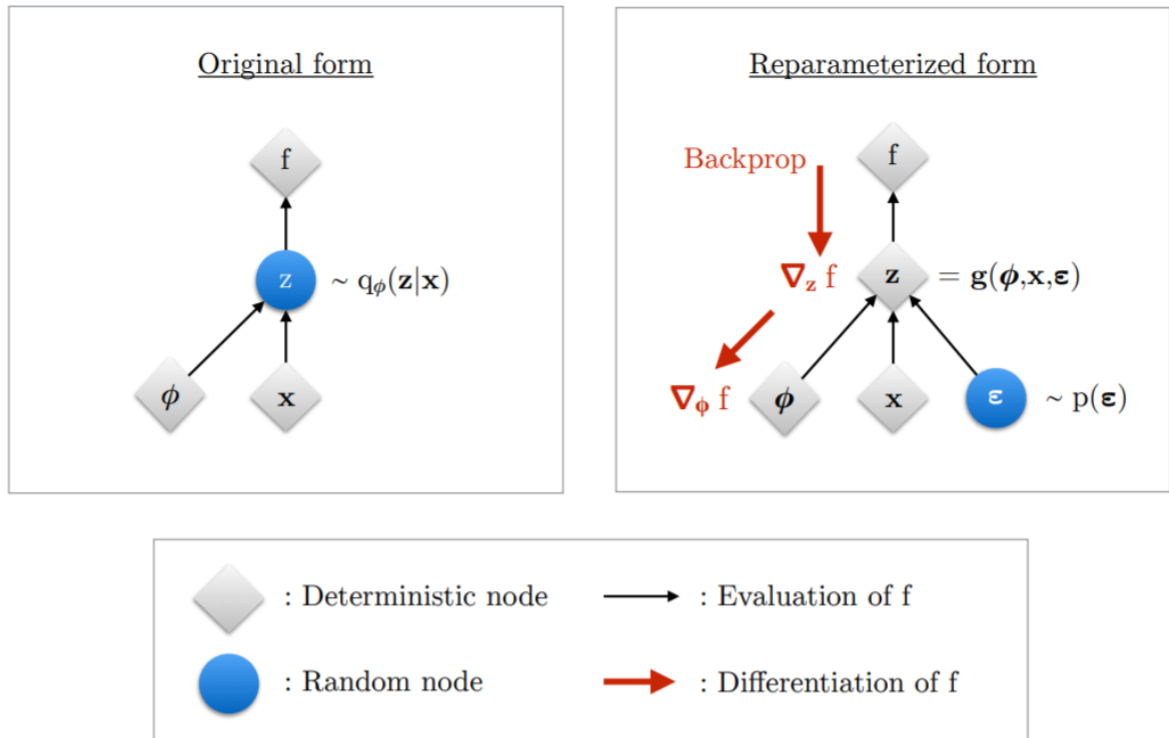 Original form
f
z ~ qϕ(z|x)
ϕ x
Reparameterized form
Backprop f
∇z f z = g(ϕ,x,ε)
∇ϕ f ϕ x ε ~ p(ε)
: Deterministic node : Evaluation of f
: Random node : Differentiation of f